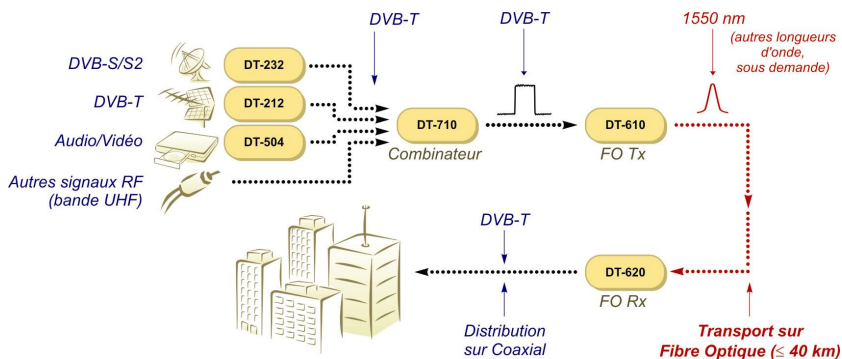 DVB-T
DVB-T
1550 nm
(autres longueurs
d'onde,
sous demande)
DVB-S/S2
DT-232
DVB-T
DT-212
Audio/Vidéo
DT-504
Autres signaux RF
(bande UHF)
DT-710
Combinateur
DT-610
FO Tx
DVB-T
DT-620
FO Rx
Distribution
sur Coaxial
Transport sur
Fibre Optique (≤ 40 km)